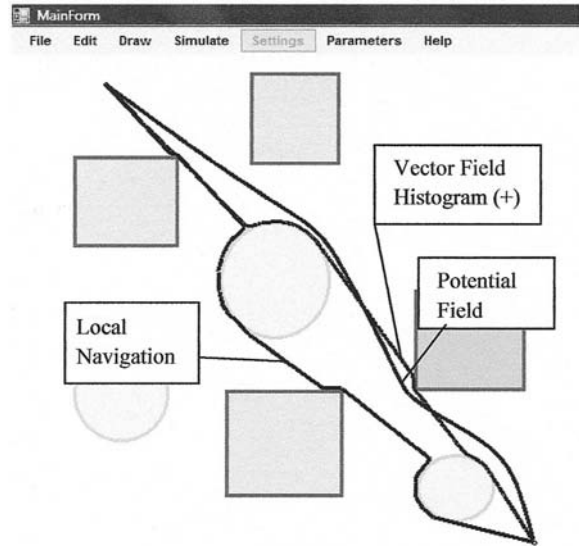 MainForm
File Edit Draw Simulate Settings Parameters Help
Vector Field
Histogram (+)
Potential
Field
Local
Navigation